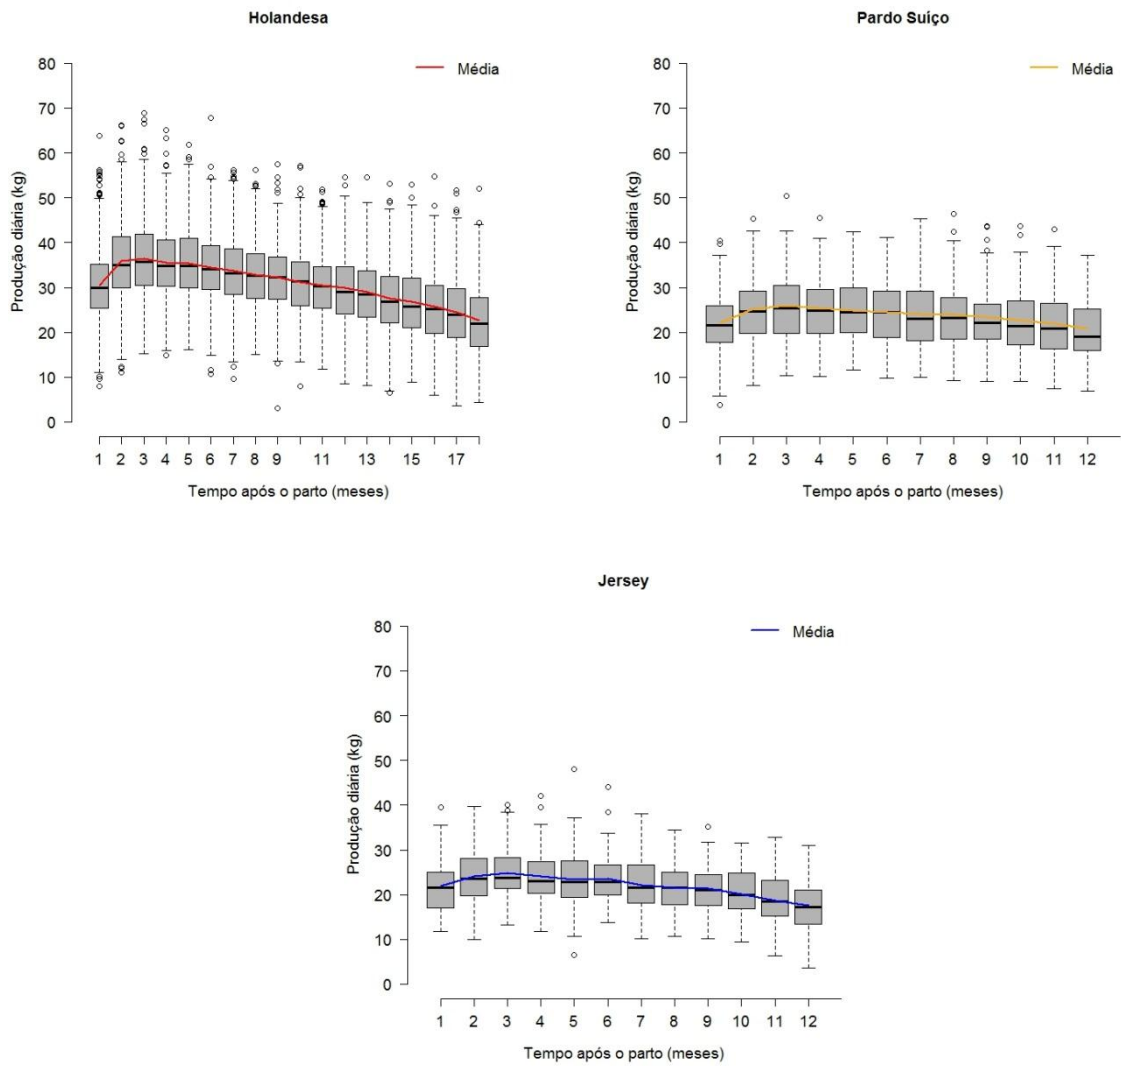 Holandesa
Média
Produção diária (kg)
80
70
60
50
40
30
20
10
0
1 2 3 4 5 6 7 8 9 11 13 15 17
Tempo após o parto (meses)
Pardo Suíço
Média
Produção diária (kg)
80
70
60
50
40
30
20
10
0
1 2 3 4 5 6 7 8 9 10 11 12
Tempo após o parto (meses)
Jersey
Média
Produção diária (kg)
80
70
60
50
40
30
20
10
0
1 2 3 4 5 6 7 8 9 10 11 12
Tempo após o parto (meses)